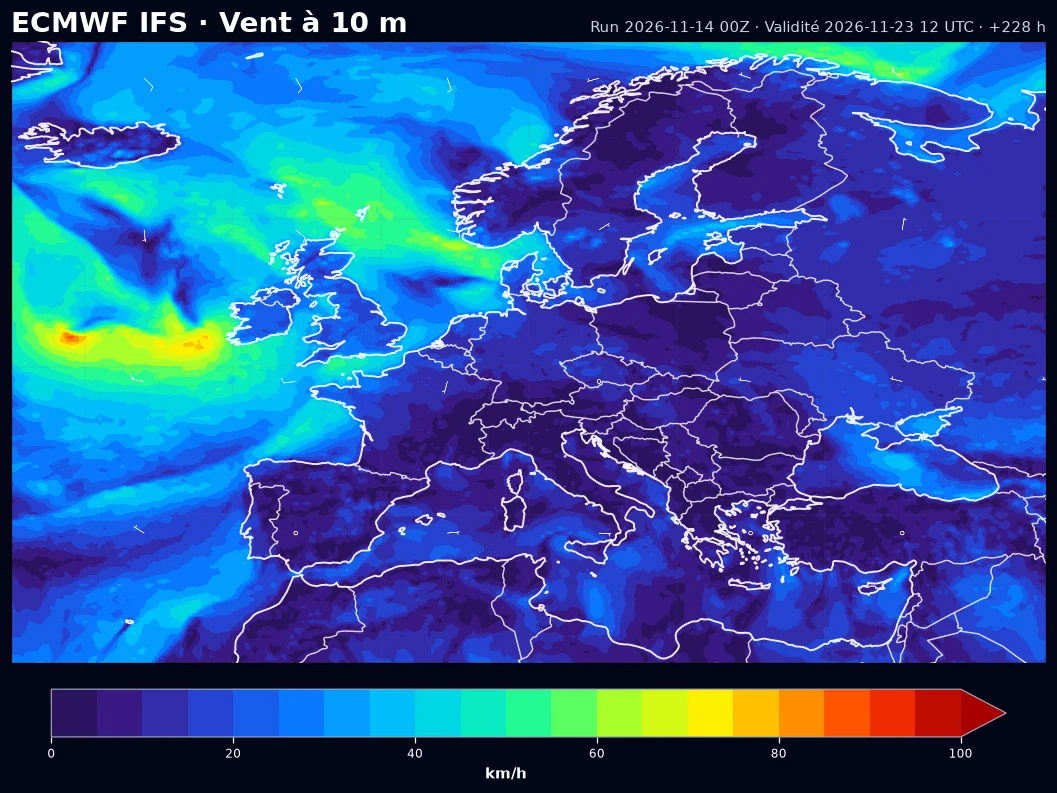 ECMWF IFS · Vent à 10 m
Run 2026-11-14 00Z · Validité 2026-11-23 12 UTC · +228 h
0 20 40 60 80 100
km/h